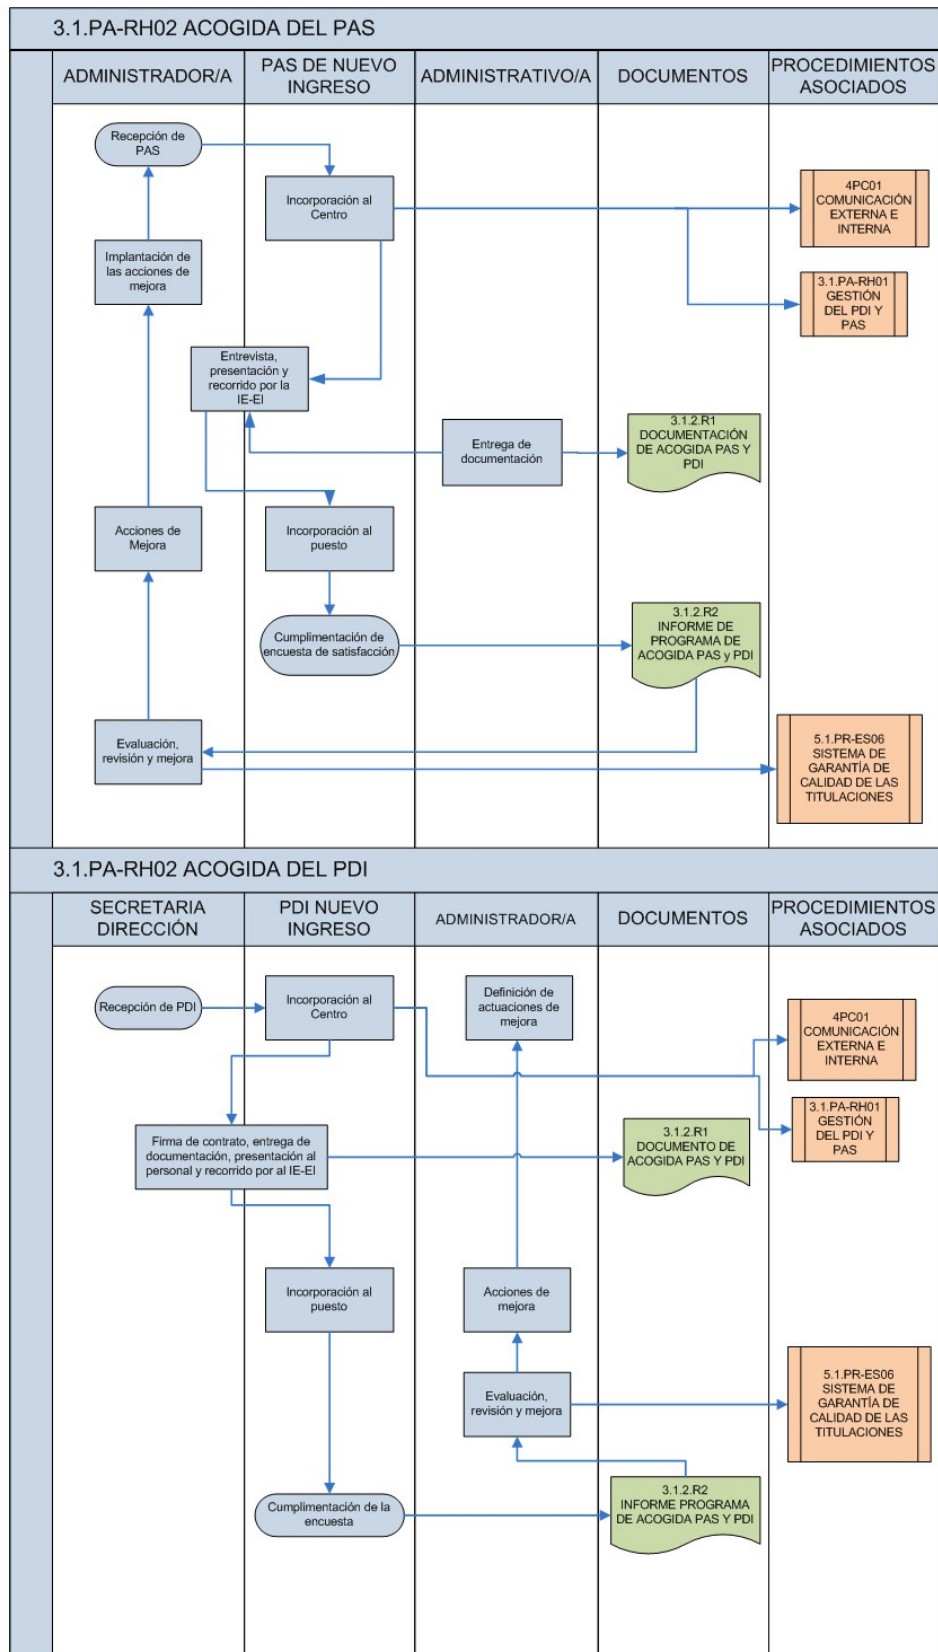 3.1.PA-RH02 ACOGIDA DEL PAS
ADMINISTRADOR/A
PAS DE NUEVO
INGRESO
ADMINISTRATIVO/A
DOCUMENTOS
PROCEDIMIENTOS
ASOCIADOS
Recepción de
PAS
Incorporación al
Centro
4PC01
COMUNICACIÓN
EXTERNA E
INTERNA
Implantación de
las acciones de
mejora
3.1.PA-RH01
GESTIÓN
DEL PDI Y
PAS
Entrevista,
presentación y
recorrido por la
IE-EI
Entrega de
documentación
3.1.2.R1
DOCUMENTACIÓN
DE ACOGIDA PAS Y
PDI
Acciones de
Mejora
Incorporación al
puesto
Cumplimentación de
encuesta de satisfacción
3.1.2.R2
INFORME DE
PROGRAMA DE
ACOGIDA PAS y PDI
Evaluación,
revisión y mejora
5.1.PR-ES06
SISTEMA DE
GARANTÍA DE
CALIDAD DE LAS
TITULACIONES
3.1.PA-RH02 ACOGIDA DEL PDI
SECRETARIA
DIRECCIÓN
PDI NUEVO
INGRESO
ADMINISTRADOR/A
DOCUMENTOS
PROCEDIMIENTOS
ASOCIADOS
Recepción de PDI
Incorporación al
Centro
Definición de
actuaciones de
mejora
4PC01
COMUNICACIÓN
EXTERNA E
INTERNA
Firma de contrato, entrega de
documentación, presentación al
personal y recorrido por al IE-EI
3.1.2.R1
DOCUMENTO DE
ACOGIDA PAS Y PDI
3.1.PA-RH01
GESTIÓN
DEL PDI Y
PAS
Incorporación al
puesto
Acciones de
mejora
Evaluación,
revisión y mejora
5.1.PR-ES06
SISTEMA DE
GARANTÍA DE
CALIDAD DE LAS
TITULACIONES
Cumplimentación de la
encuesta
3.1.2.R2
INFORME PROGRAMA
DE ACOGIDA PAS Y PDI